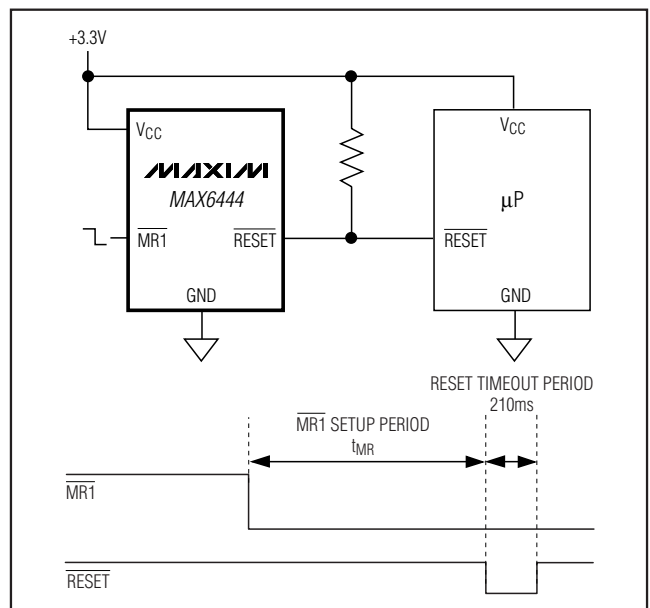 +3.3V
VCC
MAXIM
MAX6444
MR1
RESET
GND
VCC
µP
RESET
GND
RESET TIMEOUT PERIOD
210ms
MR1 SETUP PERIOD
tMR
MR1
RESET